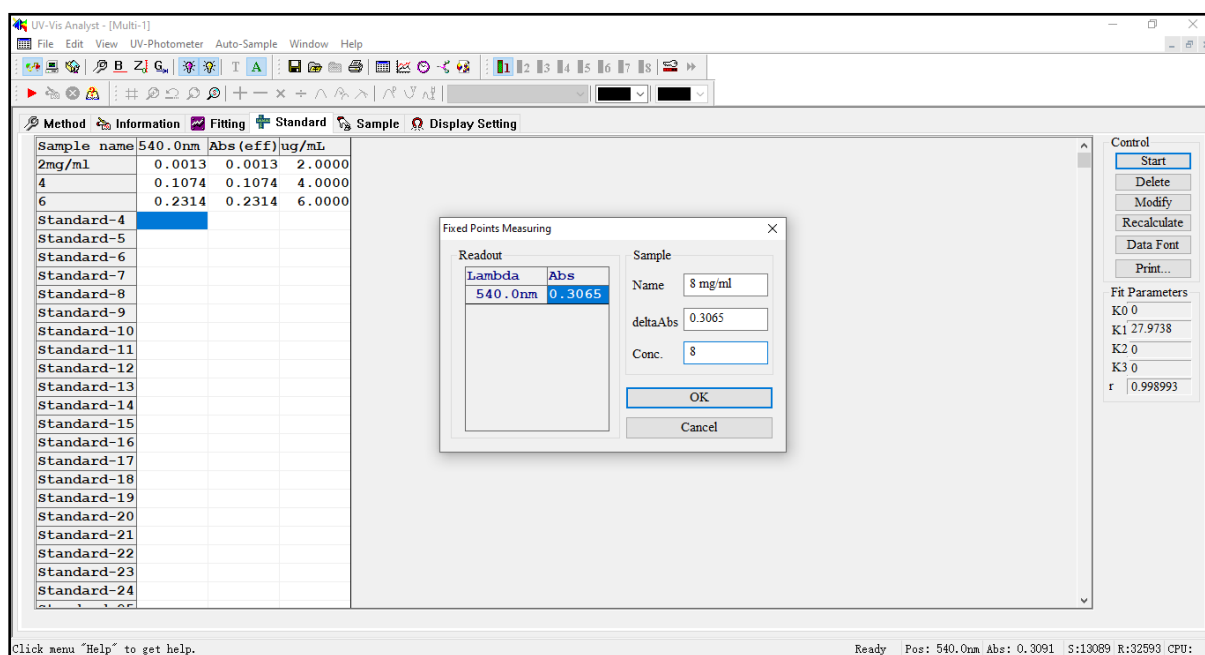 UV-Vis Analyst - [Multi-1]
File Edit View UV-Photometer Auto-Sample Window Help
T A 1 2 3 4 5 6 7 8
Method Information Fitting Standard Sample Display Setting
Sample name 540.0nm Abs(eff) ug/mL
2mg/ml 0.0013 0.0013 2.0000
4 0.1074 0.1074 4.0000
6 0.2314 0.2314 6.0000
Standard-4
Standard-5
Standard-6
Standard-7
Standard-8
Standard-9
Standard-10
Standard-11
Standard-12
Standard-13
Standard-14
Standard-15
Standard-16
Standard-17
Standard-18
Standard-19
Standard-20
Standard-21
Standard-22
Standard-23
Standard-24
Fixed Points Measuring
Readout
Lambda Abs
540.0nm 0.3065
Sample
Name 8 mg/ml
deltaAbs 0.3065
Conc. 8
OK
Cancel
Control
Start
Delete
Modify
Recalculate
Data Font
Print...
Fit Parameters
K0 0
K1 27.9738
K2 0
K3 0
r 0.998993
Click menu "Help" to get help.
Ready Pos: 540.0nm Abs: 0.3091 S:13089 R:32593 CPU: